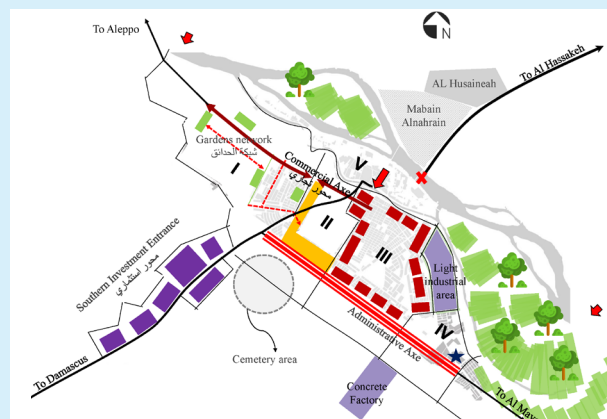 To Aleppo
N
To Al Hassakeh
AL Husaineah
Mabain
Alnahrain
Gardens network
شبكة الحدائق
Commercial Axe
محور تجاري
I
II
III
IV
V
Light
industrial
area
Southern Investment Entrance
محور استثماري
Administrative Axe
Cemetery area
Concrete
Factory
To Damascus
To Al May